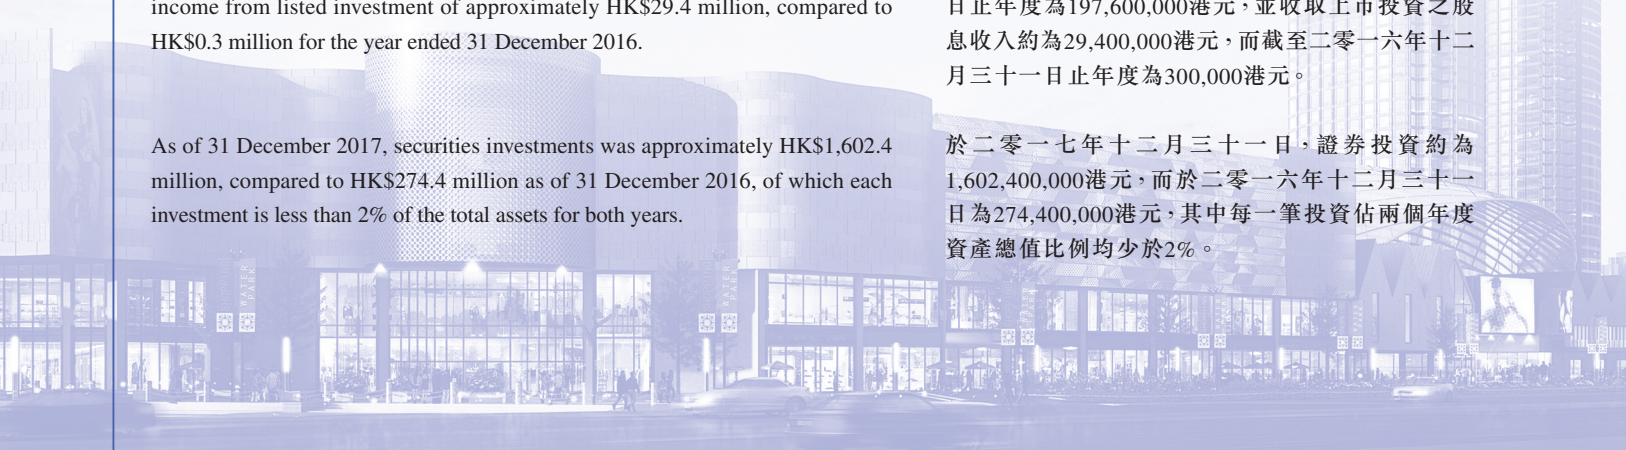 income from listed investment of approximately HK$29.4 million, compared to
HK$0.3 million for the year ended 31 December 2016.
As of 31 December 2017, securities investments was approximately HK$1,602.4
million, compared to HK$274.4 million as of 31 December 2016, of which each
investment is less than 2% of the total assets for both years.
日止年度為197,600,000港元，並收取上市投資之股
息收入約為29,400,000港元，而截至二零一六年十二
月三十一日止年度為300,000港元。
於二零一七年十二月三十一日，證券投資約為
1,602,400,000港元，而於二零一六年十二月三十一
日為274,400,000港元，其中每一筆投資佔兩個年度
資產總值比例均少於2%。